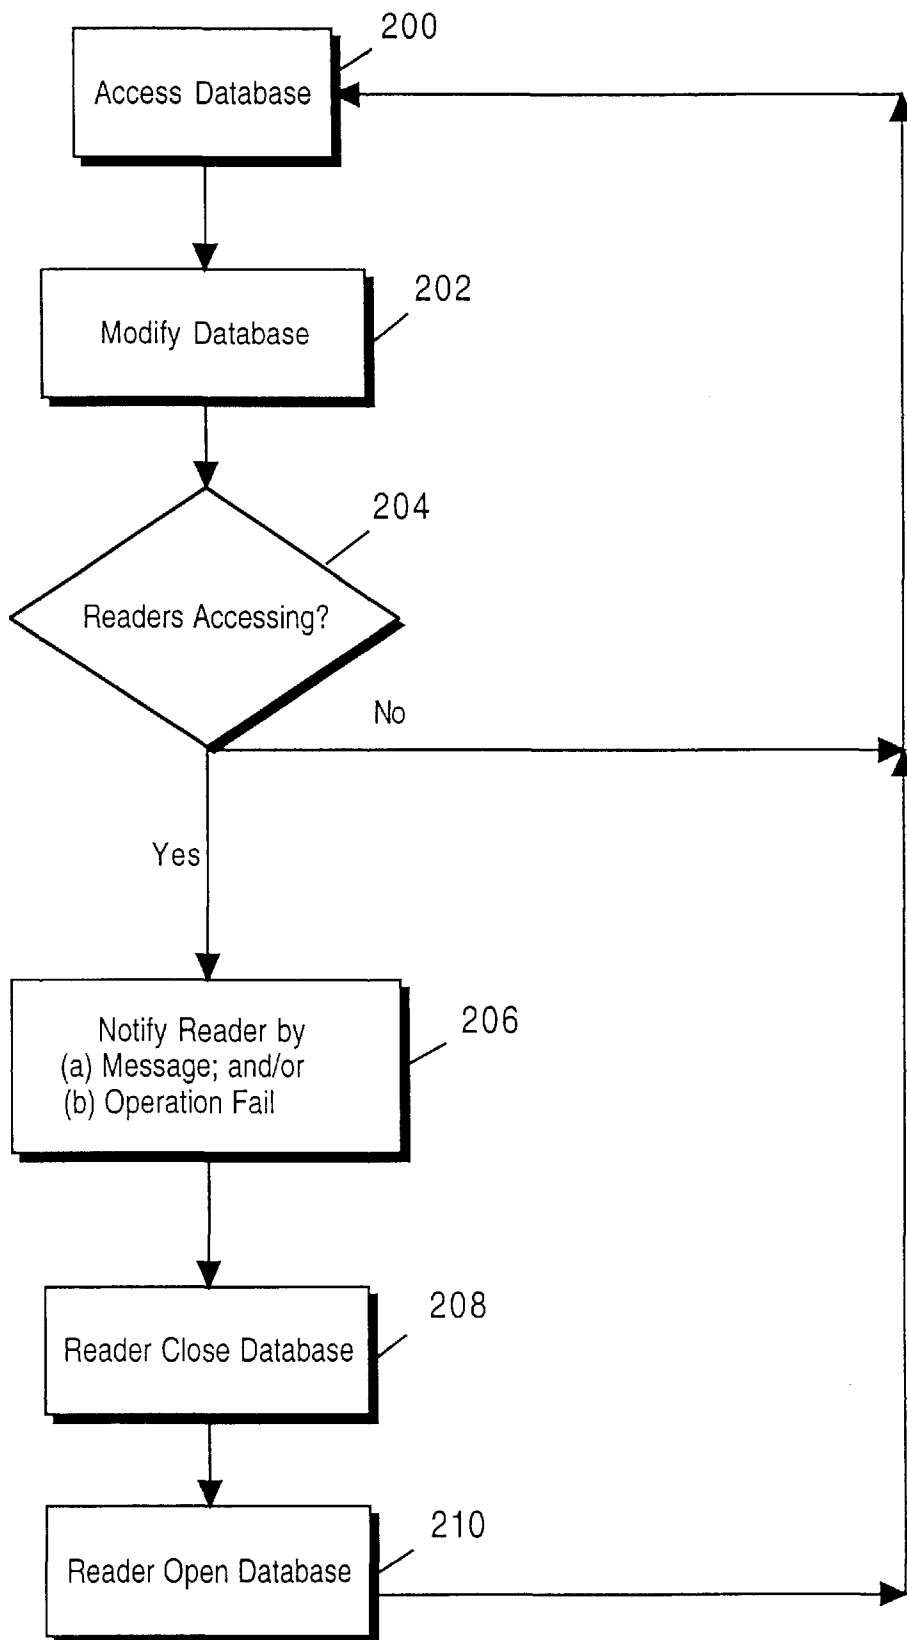 200
Access Database
202
Modify Database
204
Readers Accessing?
No
Yes
206
Notify Reader by
(a) Message; and/or
(b) Operation Fail
208
Reader Close Database
210
Reader Open Database